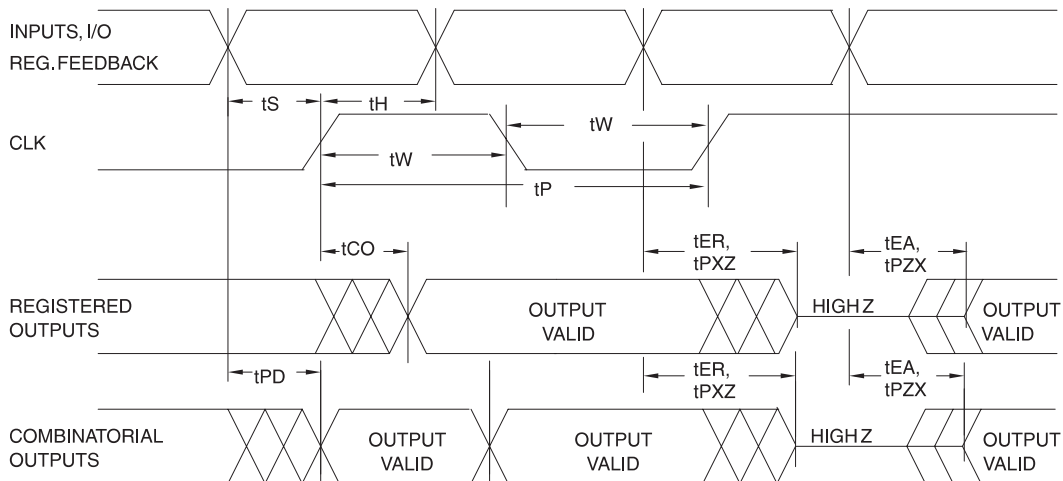 INPUTS, I/O
REG. FEEDBACK
tS
tH
tW
CLK
tW
tP
tCO
tER,
tPXZ
tEA,
tPZX
REGISTERED
OUTPUTS
OUTPUT
VALID
HIGH Z
OUTPUT
VALID
tPD
tER,
tPXZ
tEA,
tPZX
COMBINATORIAL
OUTPUTS
OUTPUT
VALID
OUTPUT
VALID
HIGH Z
OUTPUT
VALID